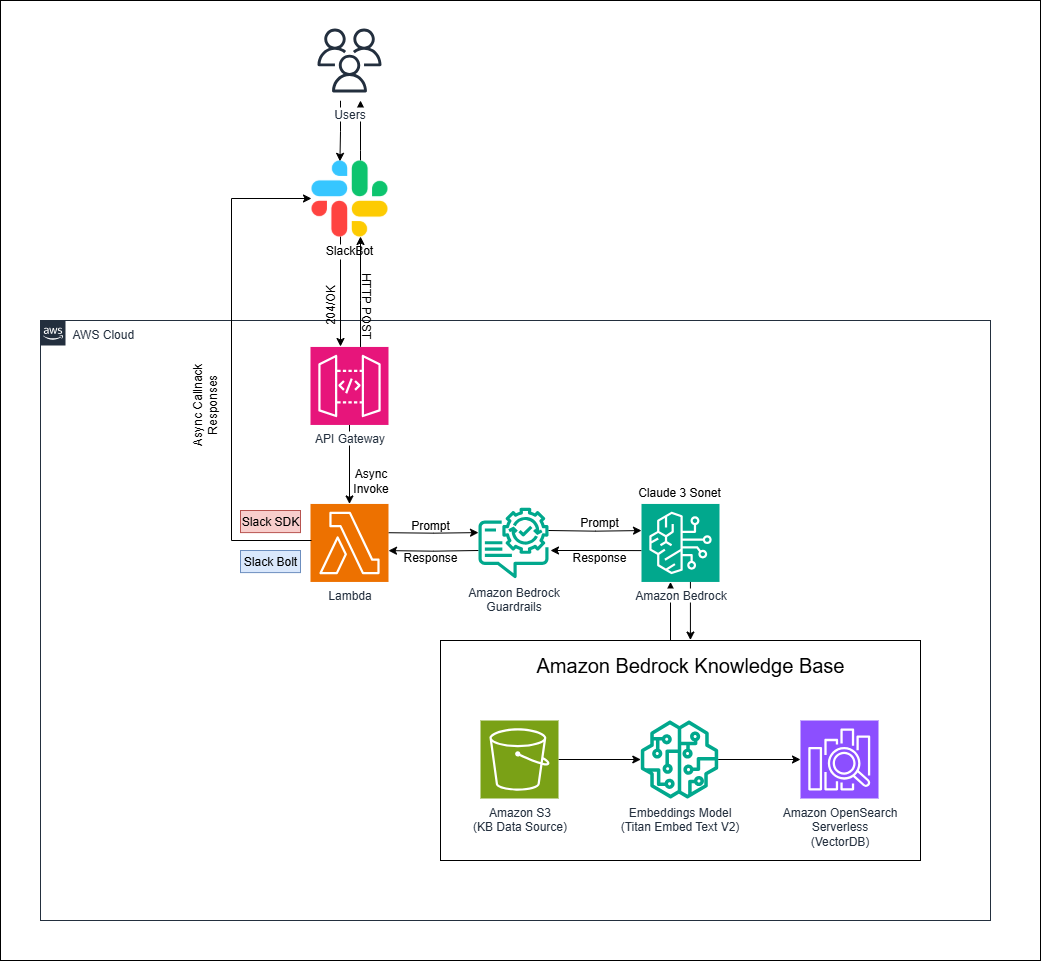 Users
SlackBot
204/OK
HTTP POST
aws
AWS Cloud
API Gateway
Async Callnack
Responses
Async
Invoke
Slack SDK
Slack Bolt
Lambda
Prompt
Response
Amazon Bedrock
Guardrails
Prompt
Response
Claude 3 Sonet
Amazon Bedrock
Amazon Bedrock Knowledge Base
Amazon S3
(KB Data Source)
Embeddings Model
(Titan Embed Text V2)
Amazon OpenSearch
Serverless
(VectorDB)